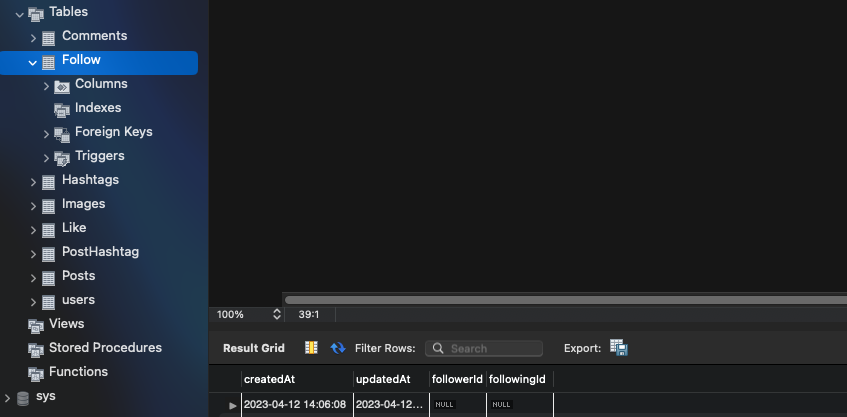 Tables
Comments
Follow
Columns
Indexes
Foreign Keys
Triggers
Hashtags
Images
Like
PostHashtag
Posts
users
Views
Stored Procedures
Functions
sys
100% 39:1
Result Grid Filter Rows: Search Export:
createdAt updatedAt followerId followingId
2023-04-12 14:06:08 2023-04-12... NULL NULL